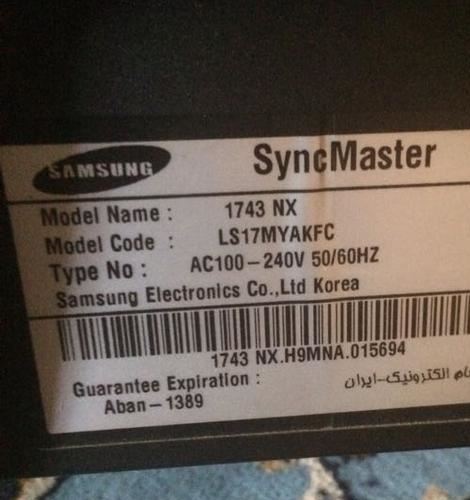 SAMSUNG
SyncMaster
Model Name : 1743 NX
Model Code : LS17MYAKFC
Type No : AC100-240V 50/60HZ
Samsung Electronics Co.,Ltd Korea
1743 NX.H9MNA.015694
Guarantee Expiration :
الکترونیک-ایران
Aban-1389